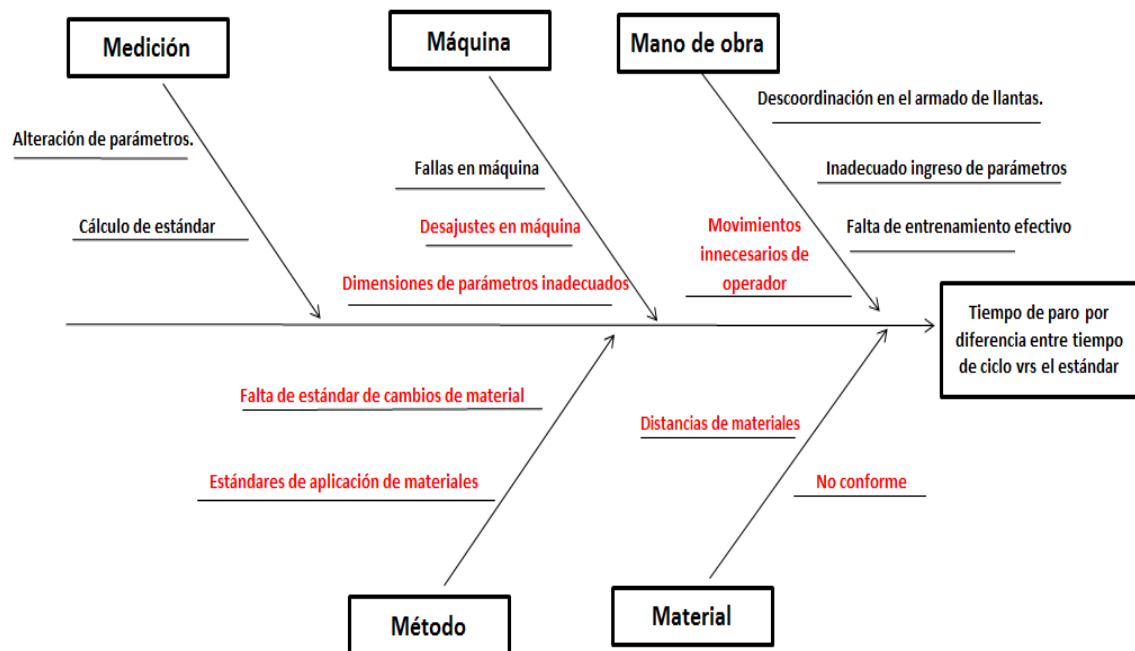 Medición
Máquina
Mano de obra
Descoordinación en el armado de llantas.
Alteración de parámetros.
Fallas en máquina
Inadecuado ingreso de parámetros
Cálculo de estándar
Desajustes en máquina
Movimientos
innecesarios de
operador
Falta de entrenamiento efectivo
Dimensiones de parámetros inadecuados
Tiempo de paro por
diferencia entre tiempo
de ciclo vrs el estándar
Falta de estándar de cambios de material
Distancias de materiales
Estándares de aplicación de materiales
No conforme
Método
Material